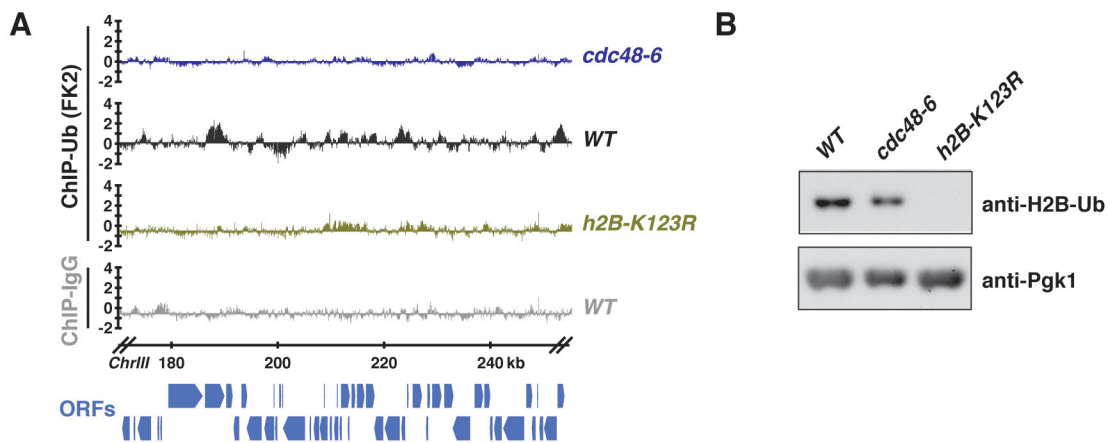 A
ChIP-Ub (FK2)
4
2
0
-2
cdc48-6
4
2
0
-2
WT
4
2
0
-2
h2B-K123R
ChIP-IgG
4
2
0
-2
WT
ChrIII 180 200 220 240 kb
ORFs
B
WT cdc48-6 h2B-K123R
anti-H2B-Ub
anti-Pgk1